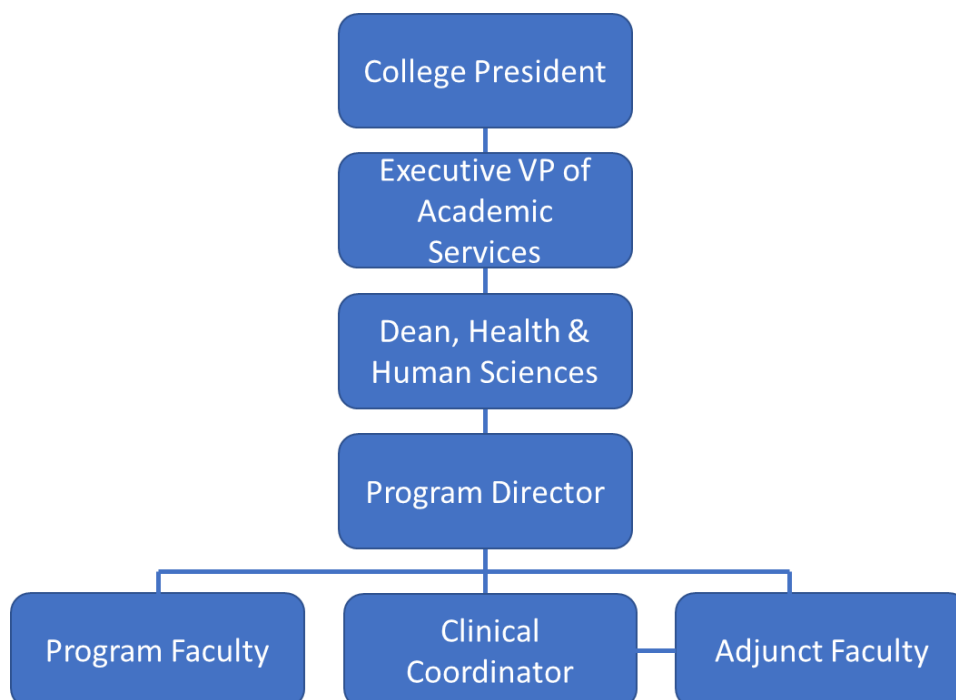 College President
Executive VP of
Academic
Services
Dean, Health &
Human Sciences
Program Director
Program Faculty
Clinical
Coordinator
Adjunct Faculty